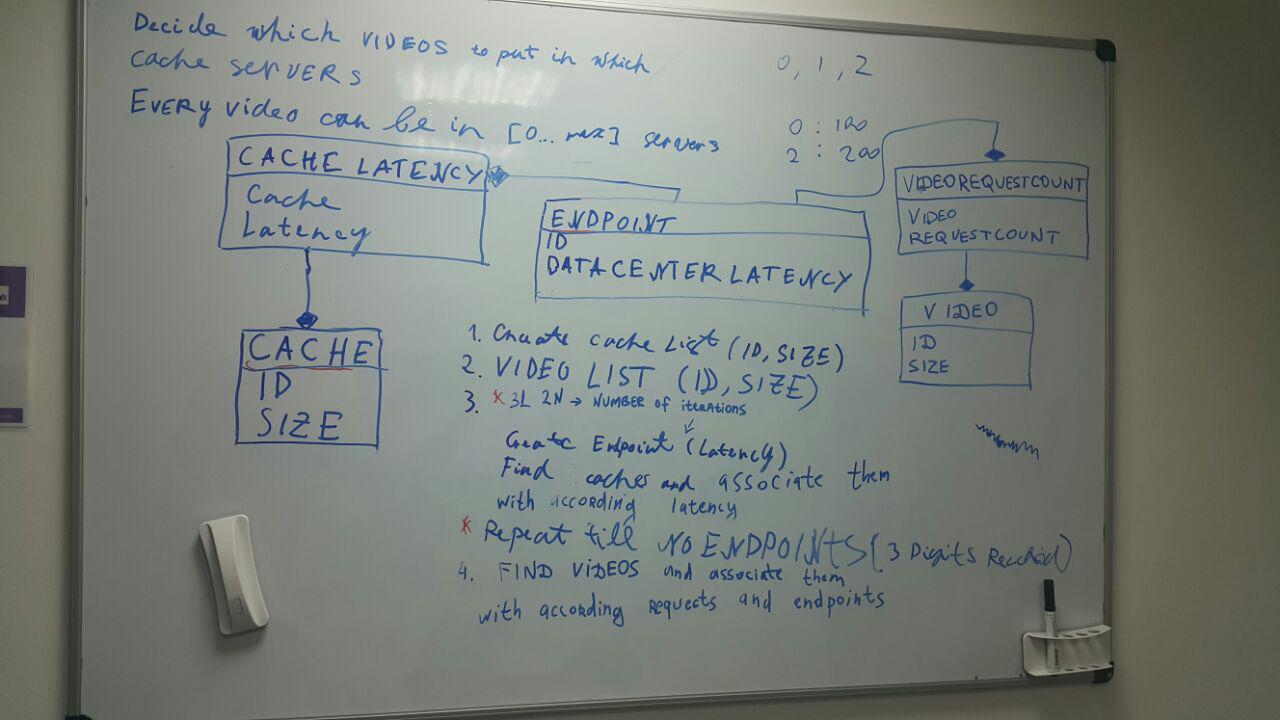 Decide which VIDEOS to put in which
cache SERVERS
EVERY video can be in [0... max] servers
0, 1, 2
0 : 100
2 : 200
CACHE LATENCY
Cache
Latency
ENDPOINT
ID
DATACENTER LATENCY
VIDEOREQUESTCOUNT
VIDEO
REQUESTCOUNT
CACHE
ID
SIZE
VIDEO
ID
SIZE
1. Create cache List (ID, SIZE)
2. VIDEO LIST (ID, SIZE)
3. * 3L 2N → NUMBER of iterations
Create Endpoint (Latency)
Find caches and associate them
with according latency
* Repeat till NO ENDPOINTS (3 Digits Reached)
4. FIND VIDEOS and associate them
with according requests and endpoints